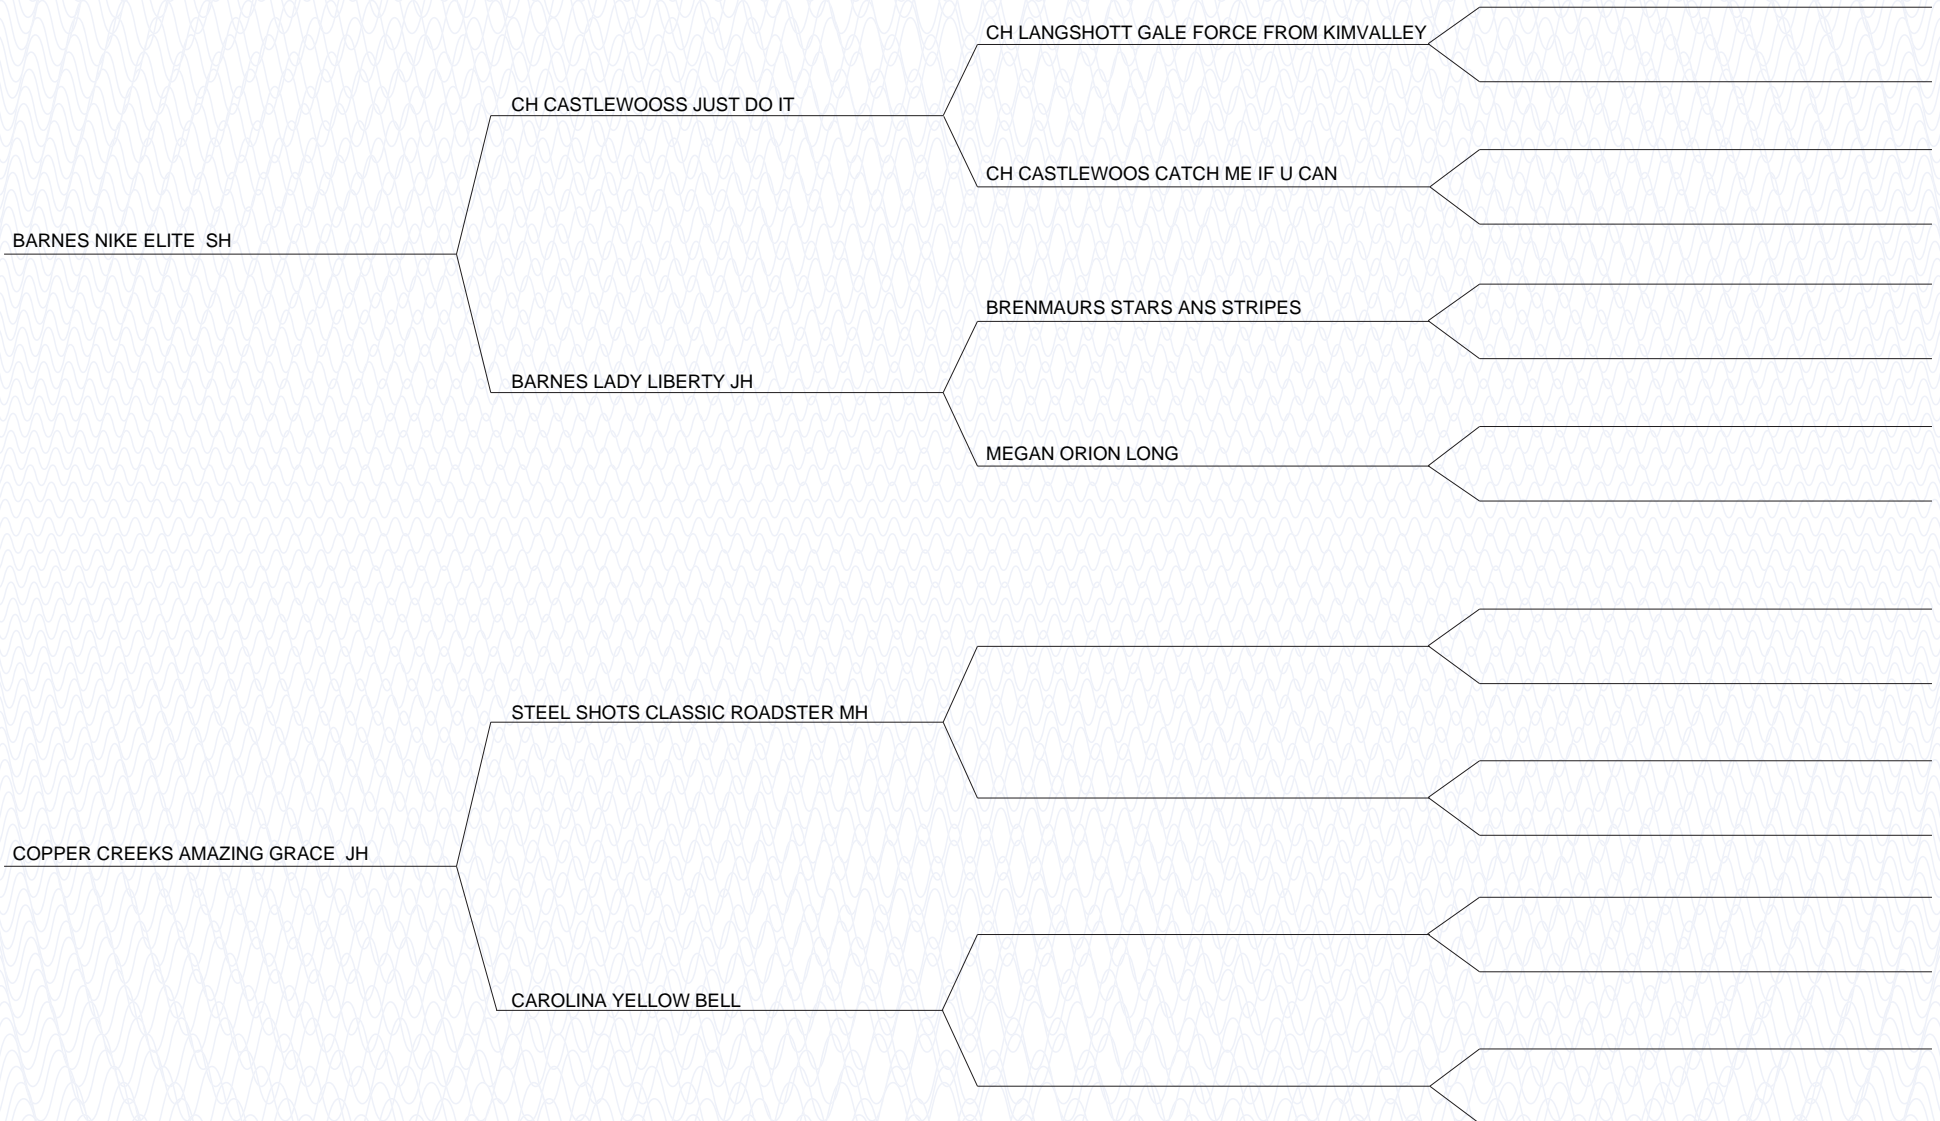 CH LANGSHOTT GALE FORCE FROM KIMVALLEY
CH CASTLEWOOSS JUST DO IT
CH CASTLEWOOS CATCH ME IF U CAN
BARNES NIKE ELITE  SH
BRENMAURS STARS ANS STRIPES
BARNES LADY LIBERTY JH
MEGAN ORION LONG
STEEL SHOTS CLASSIC ROADSTER MH
COPPER CREEKS AMAZING GRACE  JH
CAROLINA YELLOW BELL